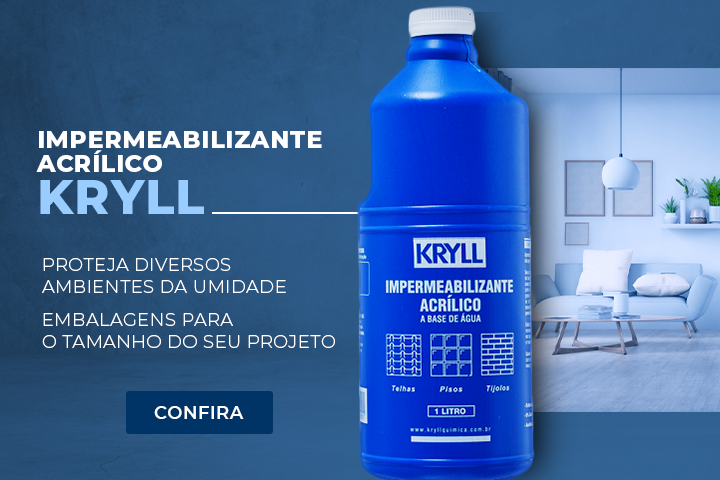 IMPERMEABILIZANTE
ACRÍLICO
KRYLL
PROTEJA DIVERSOS
AMBIENTES DA UMIDADE
EMBALAGENS PARA
O TAMANHO DO SEU PROJETO
CONFIRA
KRYLL
IMPERMEABILIZANTE
ACRÍLICO
A BASE DE ÁGUA
Telhas Pisos Tijolos
1 LITRO
www.kryllquimica.com.br